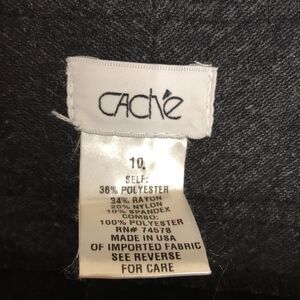 CAché
10
SELF:
36% POLYESTER
34% RAYON
20% NYLON
10% SPANDEX
COMBO:
100% POLYESTER
RN# 74578
MADE IN USA
OF IMPORTED FABRIC
SEE REVERSE
FOR CARE